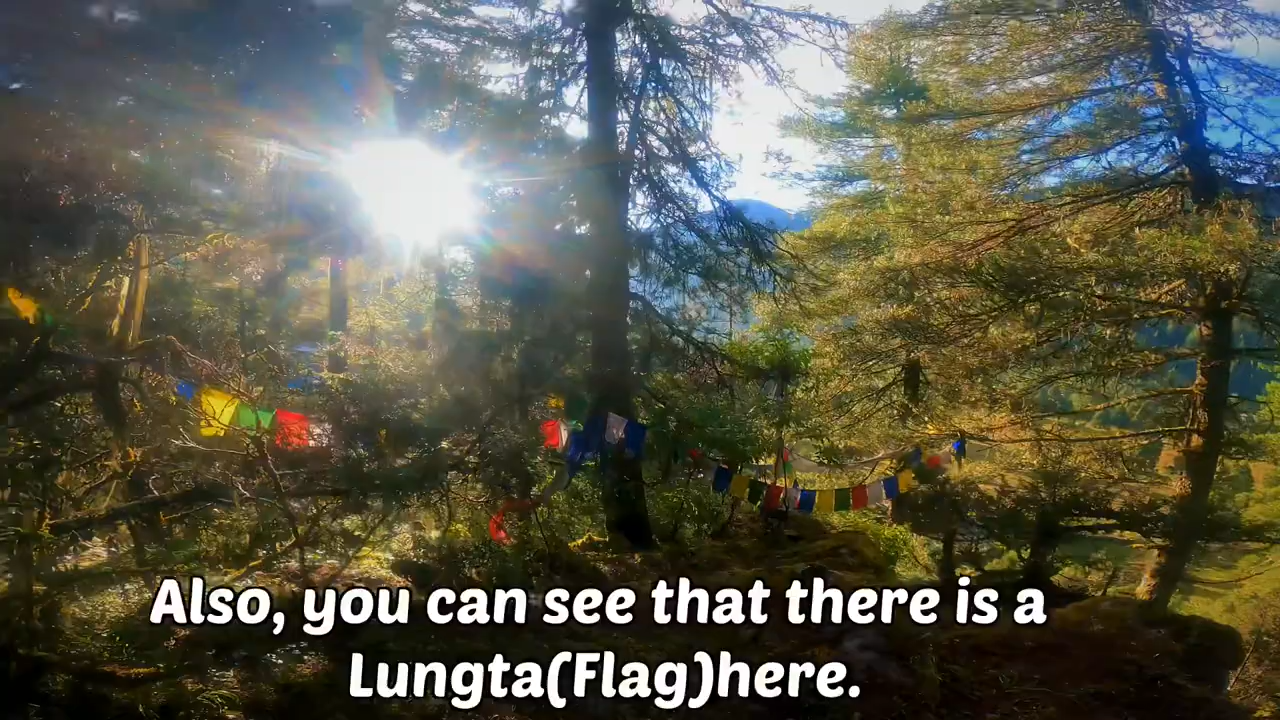 Also, you can see that there is a
Lungta(Flag)here.